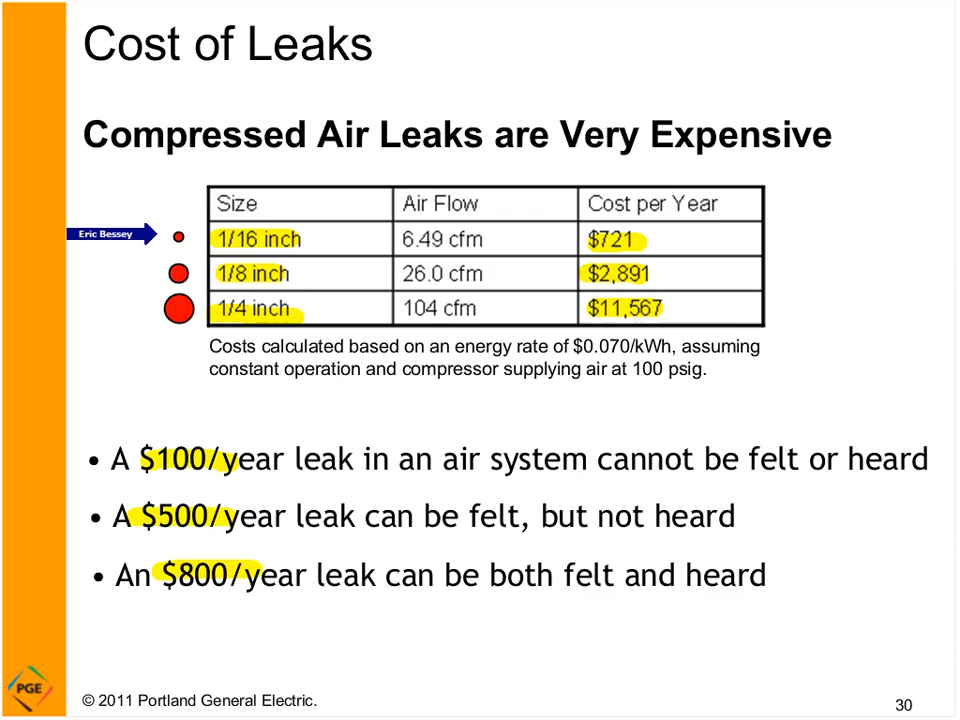 Cost of Leaks
Compressed Air Leaks are Very Expensive
Size Air Flow Cost per Year
Eric Bessey
1/16 inch 6.49 cfm $721
1/8 inch 26.0 cfm $2,891
1/4 inch 104 cfm $11,567
Costs calculated based on an energy rate of $0.070/kWh, assuming
constant operation and compressor supplying air at 100 psig.
• A $100/year leak in an air system cannot be felt or heard
• A $500/year leak can be felt, but not heard
• An $800/year leak can be both felt and heard
PGE
© 2011 Portland General Electric.
30